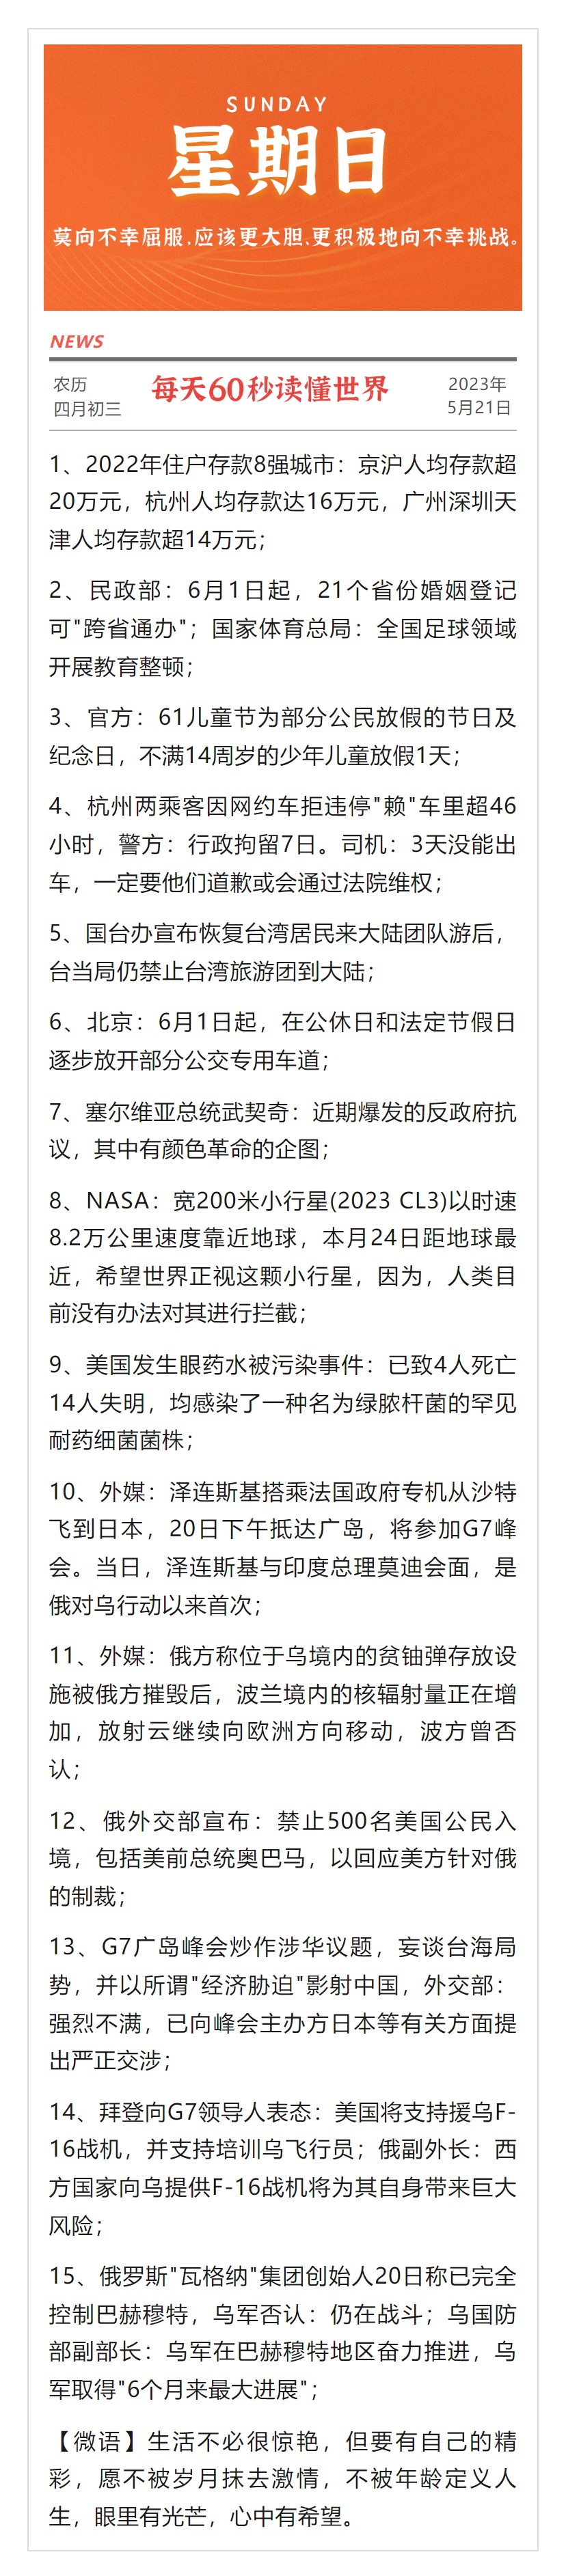 SUNDAY
星期日
莫向不幸屈服,应该更大胆、更积极地向不幸挑战。
NEWS
农历
四月初三
每天60秒读懂世界
2023年
5月21日
1、2022年住户存款8强城市：京沪人均存款超
20万元，杭州人均存款达16万元，广州深圳天
津人均存款超14万元；
2、民政部：6月1日起，21个省份婚姻登记
可"跨省通办"；国家体育总局：全国足球领域
开展教育整顿；
3、官方：61儿童节为部分公民放假的节日及
纪念日，不满14周岁的少年儿童放假1天；
4、杭州两乘客因网约车拒违停"赖"车里超46
小时，警方：行政拘留7日。司机：3天没能出
车，一定要他们道歉或会通过法院维权；
5、国台办宣布恢复台湾居民来大陆团队游后，
台当局仍禁止台湾旅游团到大陆；
6、北京：6月1日起，在公休日和法定节假日
逐步放开部分公交专用车道；
7、塞尔维亚总统武契奇：近期爆发的反政府抗
议，其中有颜色革命的企图；
8、NASA：宽200米小行星(2023 CL3)以时速
8.2万公里速度靠近地球，本月24日距地球最
近，希望世界正视这颗小行星，因为，人类目
前没有办法对其进行拦截；
9、美国发生眼药水被污染事件：已致4人死亡
14人失明，均感染了一种名为绿脓杆菌的罕见
耐药细菌菌株；
10、外媒：泽连斯基搭乘法国政府专机从沙特
飞到日本，20日下午抵达广岛，将参加G7峰
会。当日，泽连斯基与印度总理莫迪会面，是
俄对乌行动以来首次；
11、外媒：俄方称位于乌境内的贫铀弹存放设
施被俄方摧毁后，波兰境内的核辐射量正在增
加，放射云继续向欧洲方向移动，波方曾否
认；
12、俄外交部宣布：禁止500名美国公民入
境，包括美前总统奥巴马，以回应美方针对俄
的制裁；
13、G7广岛峰会炒作涉华议题，妄谈台海局
势，并以所谓"经济胁迫"影射中国，外交部：
强烈不满，已向峰会主办方日本等有关方面提
出严正交涉；
14、拜登向G7领导人表态：美国将支持援乌F-
16战机，并支持培训乌飞行员；俄副外长：西
方国家向乌提供F-16战机将为其自身带来巨大
风险；
15、俄罗斯"瓦格纳"集团创始人20日称已完全
控制巴赫穆特，乌军否认：仍在战斗；乌国防
部副部长：乌军在巴赫穆特地区奋力推进，乌
军取得"6个月来最大进展"；
【微语】生活不必很惊艳，但要有自己的精
彩，愿不被岁月抹去激情，不被年龄定义人
生，眼里有光芒，心中有希望。